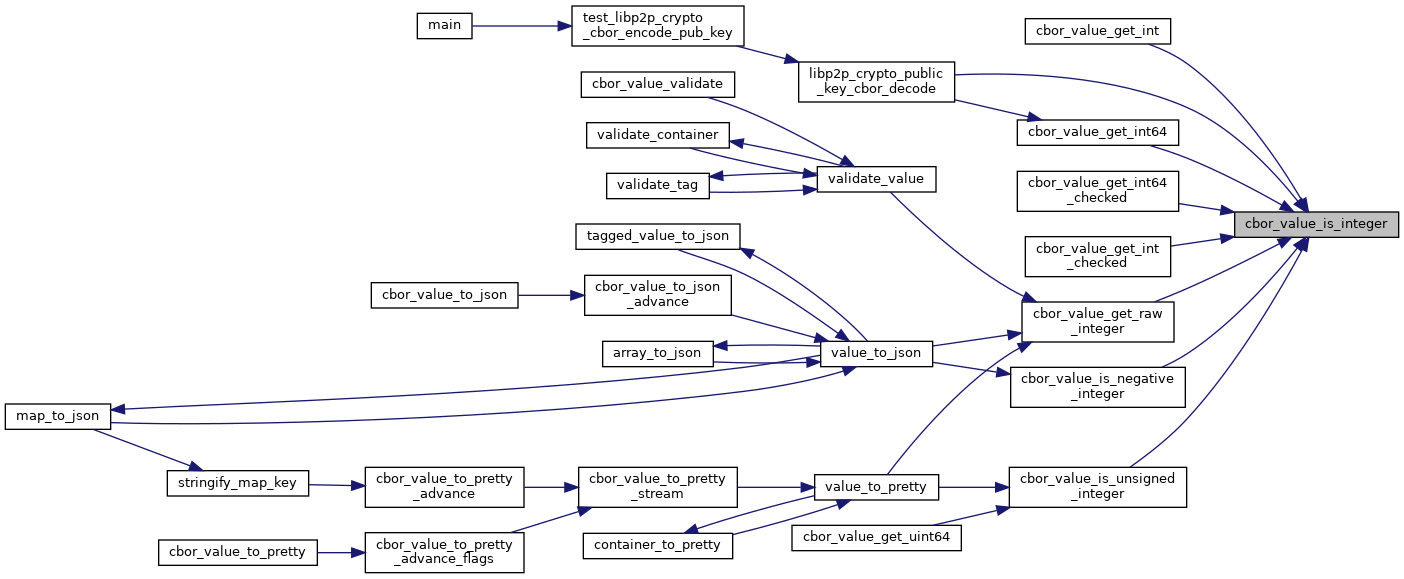 main
test_libp2p_crypto
_cbor_encode_pub_key
cbor_value_get_int
libp2p_crypto_public
_key_cbor_decode
cbor_value_validate
cbor_value_get_int64
validate_container
validate_value
validate_tag
cbor_value_get_int64
_checked
cbor_value_is_integer
tagged_value_to_json
cbor_value_get_int
_checked
cbor_value_to_json
cbor_value_to_json
_advance
cbor_value_get_raw
_integer
array_to_json
value_to_json
cbor_value_is_negative
_integer
map_to_json
stringify_map_key
cbor_value_to_pretty
_advance
cbor_value_to_pretty
_stream
value_to_pretty
cbor_value_is_unsigned
_integer
cbor_value_to_pretty
cbor_value_to_pretty
_advance_flags
container_to_pretty
cbor_value_get_uint64